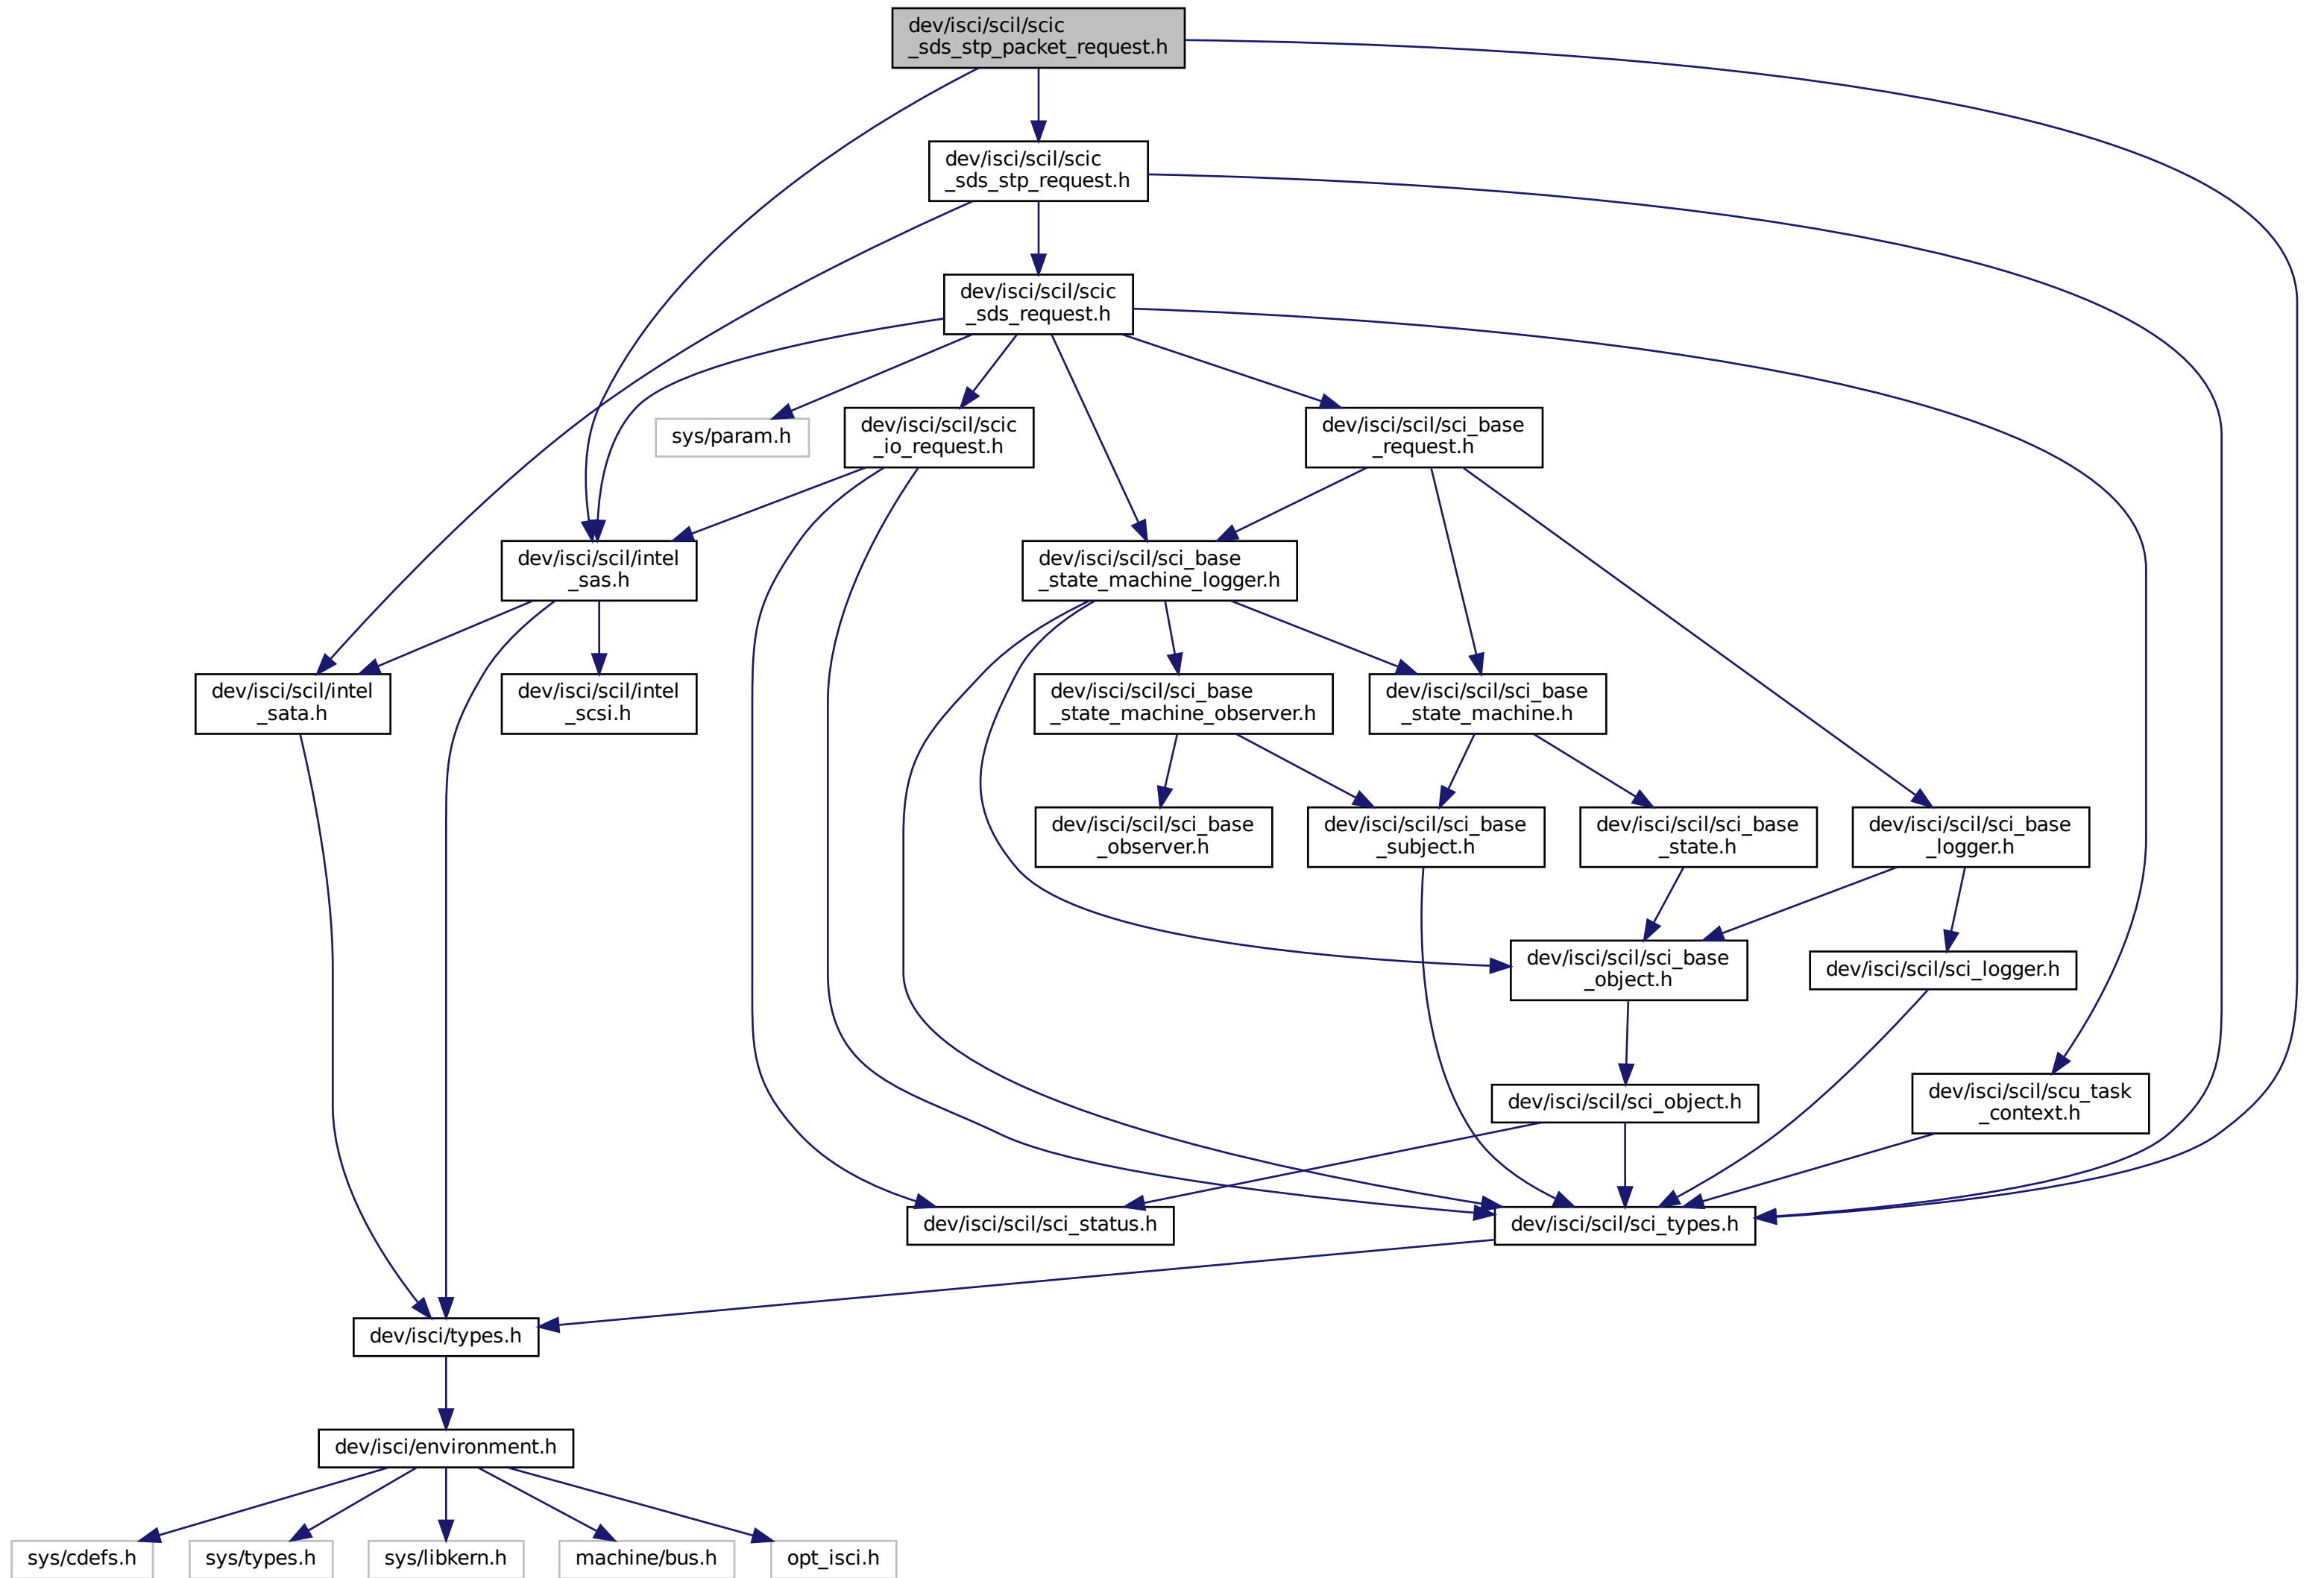 dev/isci/scil/scic
_sds_stp_packet_request.h
dev/isci/scil/scic
_sds_stp_request.h
dev/isci/scil/scic
_sds_request.h
sys/param.h
dev/isci/scil/scic
_io_request.h
dev/isci/scil/sci_base
_request.h
dev/isci/scil/intel
_sas.h
dev/isci/scil/sci_base
_state_machine_logger.h
dev/isci/scil/intel
_sata.h
dev/isci/scil/intel
_scsi.h
dev/isci/scil/sci_base
_state_machine_observer.h
dev/isci/scil/sci_base
_state_machine.h
dev/isci/scil/sci_base
_observer.h
dev/isci/scil/sci_base
_subject.h
dev/isci/scil/sci_base
_state.h
dev/isci/scil/sci_base
_logger.h
dev/isci/scil/sci_base
_object.h
dev/isci/scil/sci_logger.h
dev/isci/scil/sci_object.h
dev/isci/scil/scu_task
_context.h
dev/isci/scil/sci_status.h
dev/isci/scil/sci_types.h
dev/isci/types.h
dev/isci/environment.h
sys/cdefs.h
sys/types.h
sys/libkern.h
machine/bus.h
opt_isci.h